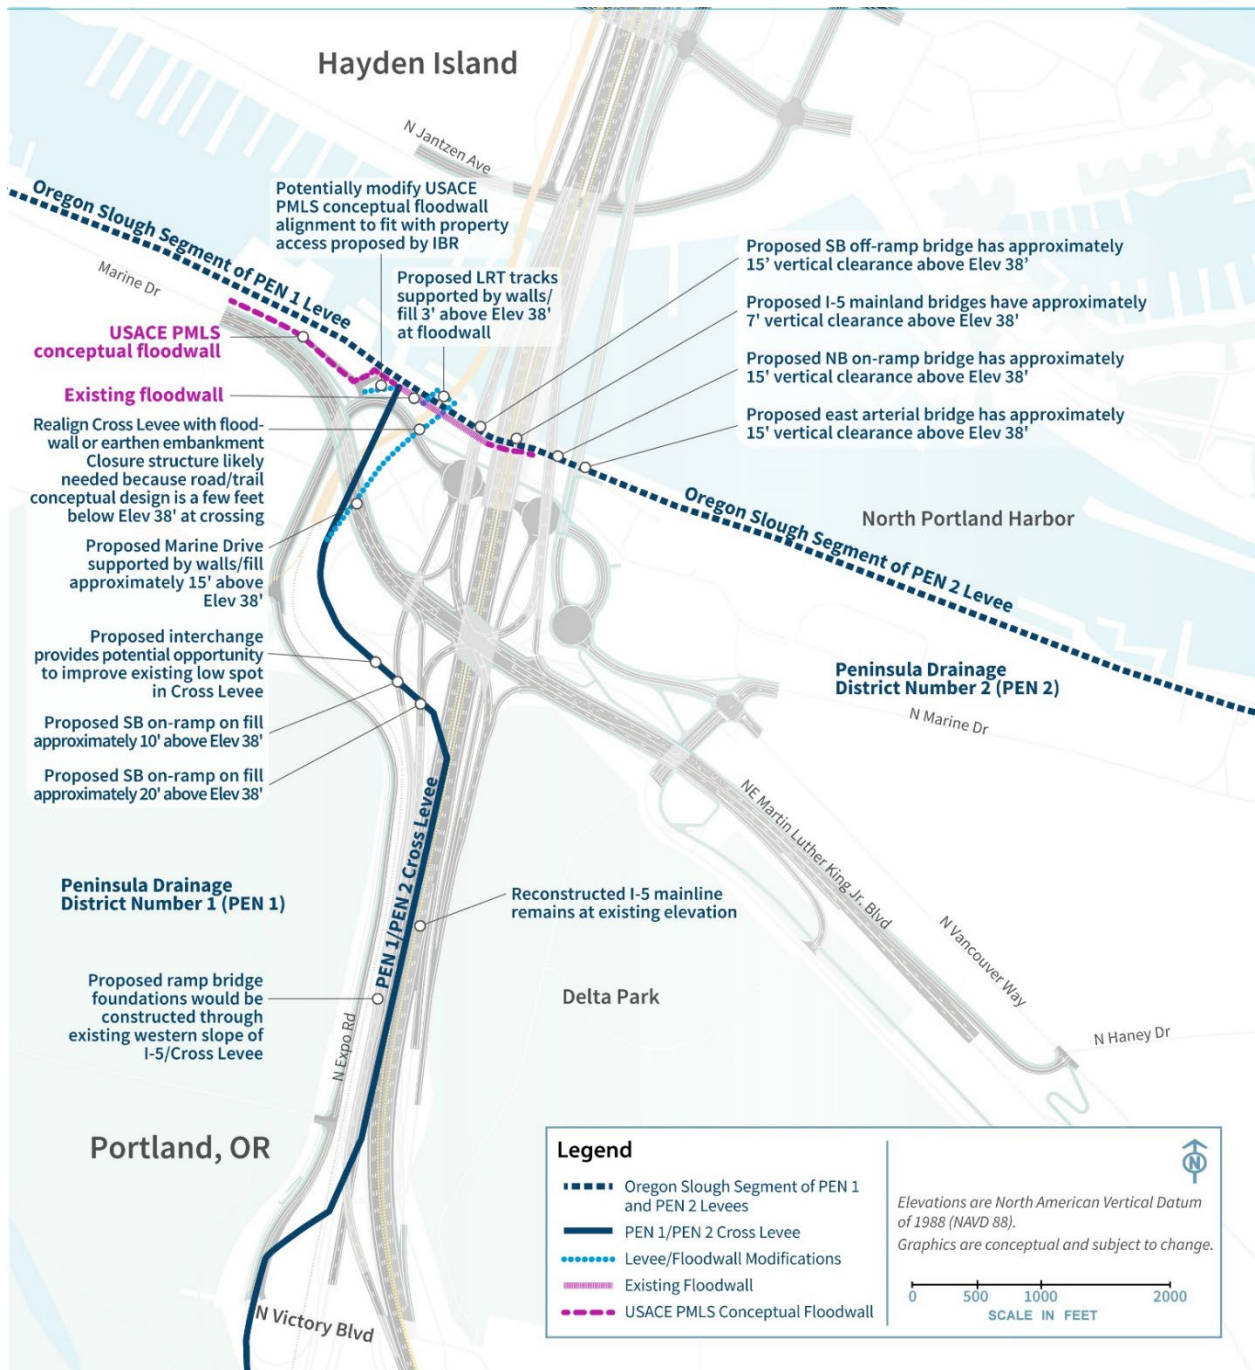 Hayden Island
N Jantzen Ave
Oregon Slough Segment of PEN 1 Levee
Marine Dr
Potentially modify USACE
PMLS conceptual floodwall
alignment to fit with property
access proposed by IBR
Proposed LRT tracks
supported by walls/
fill 3' above Elev 38'
at floodwall
Proposed SB off-ramp bridge has approximately
15’ vertical clearance above Elev 38’
Proposed I-5 mainland bridges have approximately
7' vertical clearance above Elev 38'
Proposed NB on-ramp bridge has approximately
15' vertical clearance above Elev 38'
Proposed east arterial bridge has approximately
15' vertical clearance above Elev 38'
USACE PMLS
conceptual floodwall
Existing floodwall
Realign Cross Levee with flood-
wall or earthen embankment
Closure structure likely
needed because road/trail
conceptual design is a few feet
below Elev 38' at crossing
Proposed Marine Drive
supported by walls/fill
approximately 15' above
Elev 38'
Proposed interchange
provides potential opportunity
to improve existing low spot
in Cross Levee
Proposed SB on-ramp on fill
approximately 10' above Elev 38'
Proposed SB on-ramp on fill
approximately 20' above Elev 38'
Oregon Slough Segment of PEN 2 Levee
North Portland Harbor
Peninsula Drainage
District Number 2 (PEN 2)
N Marine Dr
NE Martin Luther King Jr. Blvd
N Vancouver Way
N Haney Dr
PEN 1/PEN 2 Cross Levee
Peninsula Drainage
District Number 1 (PEN 1)
Reconstructed I-5 mainline
remains at existing elevation
Delta Park
Proposed ramp bridge
foundations would be
constructed through
existing western slope of
I-5/Cross Levee
N Expo Rd
Portland, OR
N Victory Blvd
Legend
Oregon Slough Segment of PEN 1
and PEN 2 Levees
PEN 1/PEN 2 Cross Levee
Levee/Floodwall Modifications
Existing Floodwall
USACE PMLS Conceptual Floodwall
N
Elevations are North American Vertical Datum
of 1988 (NAVD 88).
Graphics are conceptual and subject to change.
0 500 1000 2000
SCALE IN FEET